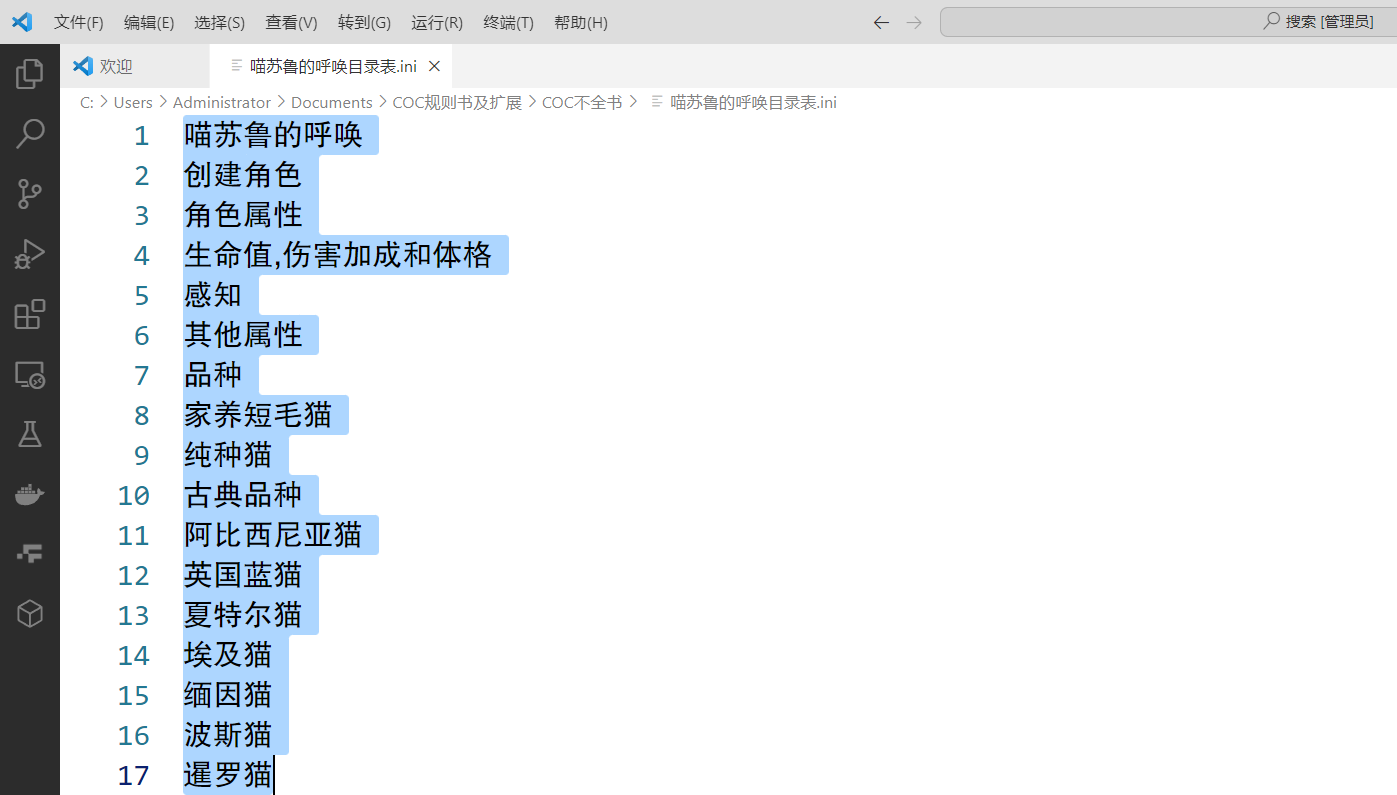 文件(F) 编辑(E) 选择(S) 查看(V) 转到(G) 运行(R) 终端(T) 帮助(H) 搜索 [管理员]
欢迎 喵苏鲁的呼唤目录表.ini
C: Users Administrator Documents COC规则书及扩展 COC不全书 喵苏鲁的呼唤目录表.ini
1 喵苏鲁的呼唤
2 创建角色
3 角色属性
4 生命值,伤害加成和体格
5 感知
6 其他属性
7 品种
8 家养短毛猫
9 纯种猫
10 古典品种
11 阿比西尼亚猫
12 英国蓝猫
13 夏特尔猫
14 埃及猫
15 缅因猫
16 波斯猫
17 暹罗猫